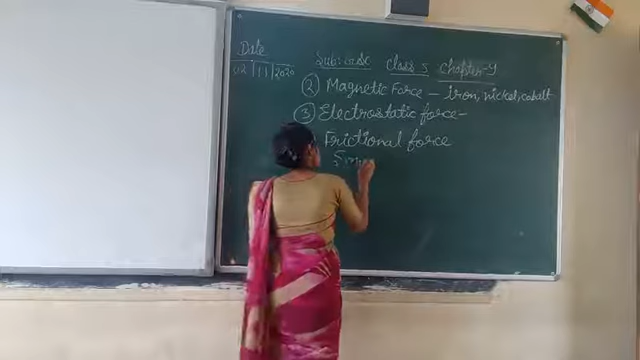 Date
02/11/2020
Sub: Class 5 Chapter-9
② Magnetic Force - iron, nickel, cobalt
③ Electrostatic force-
Frictional force